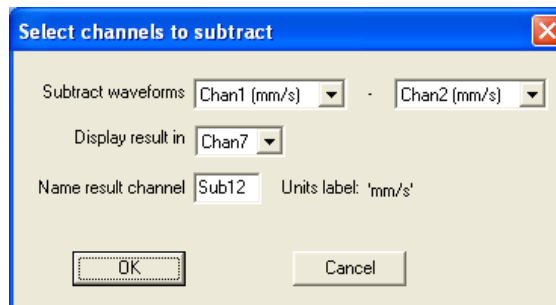 Select channels to subtract
Subtract waveforms Chan1 (mm/s) - Chan2 (mm/s)
Display result in Chan7
Name result channel Sub12 Units label: 'mm/s'
OK Cancel